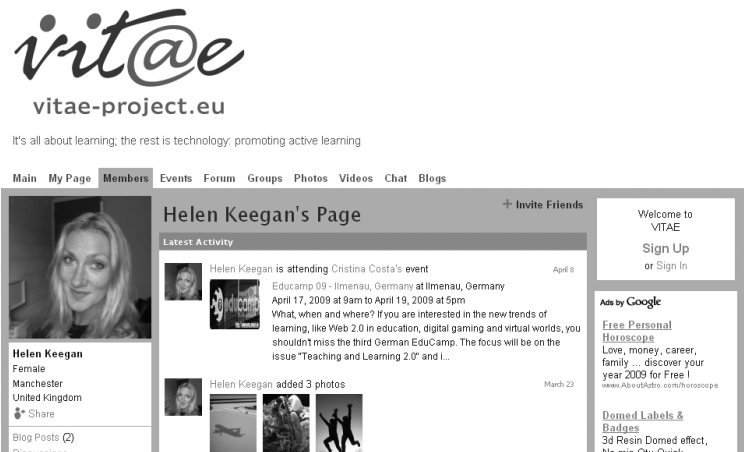 vit@e
vitae-project.eu
It's all about learning; the rest is technology: promoting active learning
Main My Page Members Events Forum Groups Photos Videos Chat Blogs
Helen Keegan's Page
+ Invite Friends
Latest Activity
Helen Keegan is attending Cristina Costa's event
April 8
educamp
Educamp 09 - Ilmenau, Germany at Ilmenau, Germany
April 17, 2009 at 9am to April 19, 2009 at 5pm
What, when and where? If you are interested in the new trends of
learning, like Web 2.0 in education, digital gaming and virtual worlds, you
shouldn't miss the third German EduCamp. The focus will be on the
issue "Teaching and Learning 2.0" and i...
Helen Keegan added 3 photos
March 23
Helen Keegan
Female
Manchester
United Kingdom
Share
Blog Posts (2)
Welcome to
VITAE
Sign Up
or Sign In
Ads by Google
Free Personal
Horoscope
Love, money, career,
family ... discover your
year 2009 for Free !
www.AboutAstro.com/horoscope
Domed Labels &
Badges
3d Resin Domed effect,